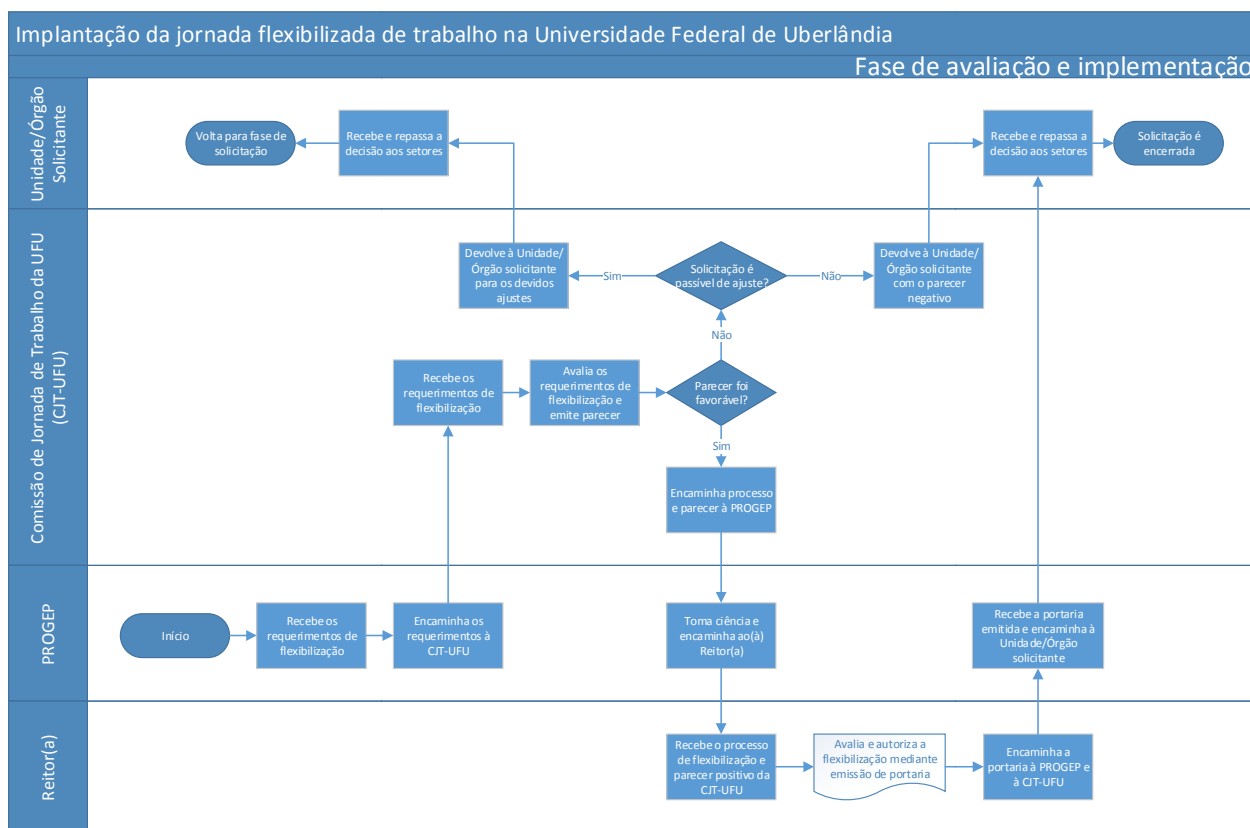 Implantação da jornada flexibilizada de trabalho na Universidade Federal de Uberlândia
Fase de avaliação e implementação
Unidade/Órgão
Solicitante
Volta para fase de
solicitação
Recebe e repassa a
decisão aos setores
Recebe e repassa a
decisão aos setores
Solicitação é
encerrada
Comissão de Jornada de Trabalho da UFU
(CJT-UFU)
Devolve à Unidade/
Órgão solicitante
para os devidos
ajustes
Sim
Solicitação é
passível de ajuste?
Não
Devolve à Unidade/
Órgão solicitante
com o parecer
negativo
Não
Recebe os
requerimentos de
flexibilização
Avalia os
requerimentos de
flexibilização e
emite parecer
Parecer foi
favorável?
Sim
Encaminha processo
e parecer à PROGEP
PROGEP
Início
Recebe os
requerimentos de
flexibilização
Encaminha os
requerimentos à
CJT-UFU
Toma ciência e
encaminha ao(à)
Reitor(a)
Recebe a portaria
emitida e encaminha à
Unidade/Órgão
solicitante
Reitor(a)
Recebe o processo
de flexibilização e
parecer positivo da
CJT-UFU
Avalia e autoriza a
flexibilização mediante
emissão de portaria
Encaminha a
portaria à PROGEP e
à CJT-UFU